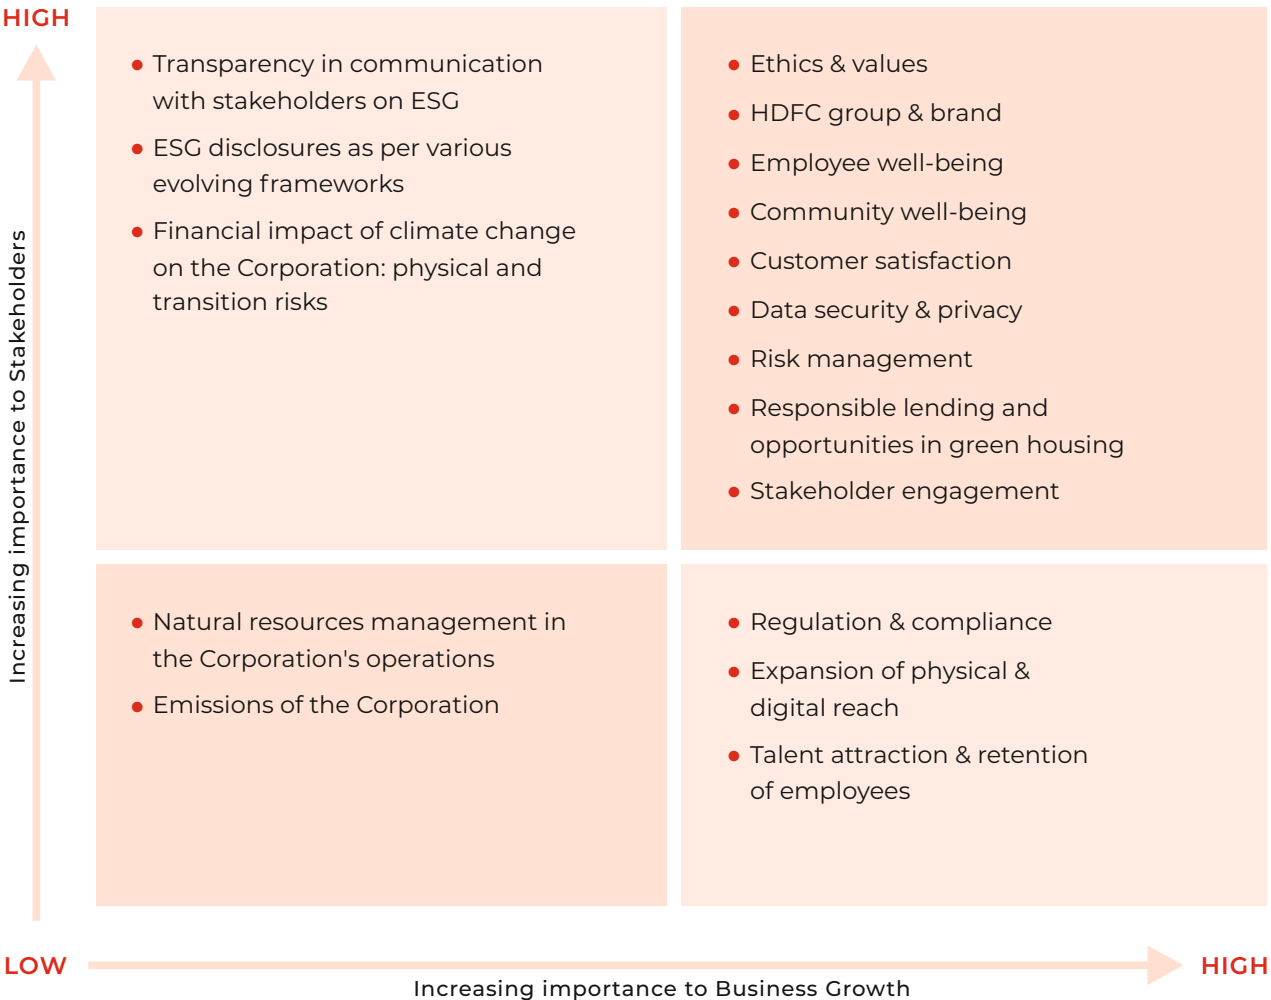 HIGH
Increasing importance to Stakeholders
● Transparency in communication
with stakeholders on ESG
● ESG disclosures as per various
evolving frameworks
● Financial impact of climate change
on the Corporation: physical and
transition risks
● Ethics & values
● HDFC group & brand
● Employee well-being
● Community well-being
● Customer satisfaction
● Data security & privacy
● Risk management
● Responsible lending and
opportunities in green housing
● Stakeholder engagement
● Natural resources management in
the Corporation's operations
● Emissions of the Corporation
● Regulation & compliance
● Expansion of physical &
digital reach
● Talent attraction & retention
of employees
LOW
HIGH
Increasing importance to Business Growth